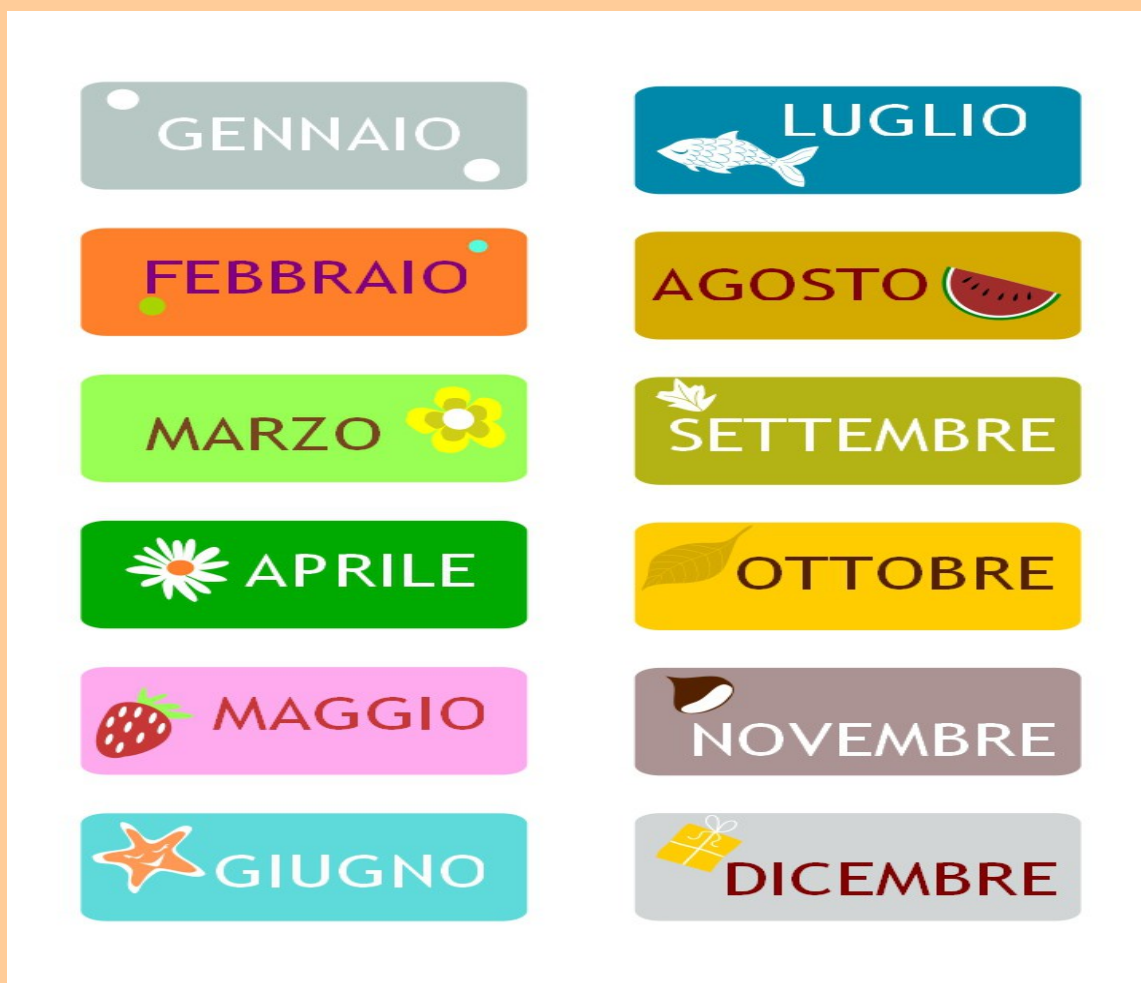 GENNAIO
FEBBRAIO
MARZO
APRILE
MAGGIO
GIUGNO
LUGLIO
AGOSTO
SETTEMBRE
OTTOBRE
NOVEMBRE
DICEMBRE